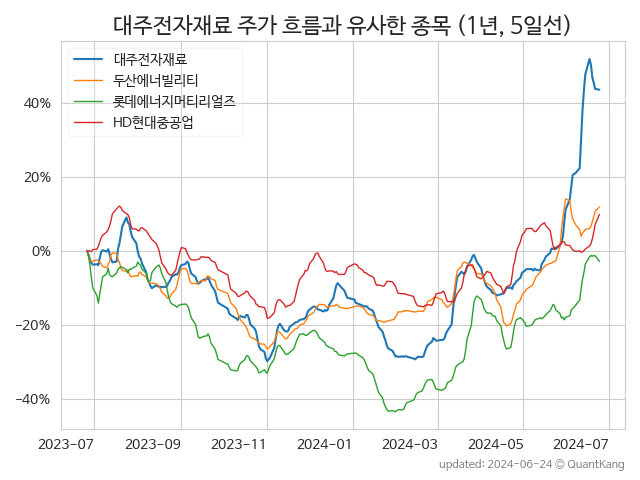 대주전자재료 주가 흐름과 유사한 종목 (1년, 5일선)
대주전자재료
두산에너빌리티
롯데에너지머티리얼즈
HD현대중공업
40%
20%
0%
−20%
−40%
2023-07 2023-09 2023-11 2024-01 2024-03 2024-05 2024-07
updated: 2024-06-24 © QuantKang